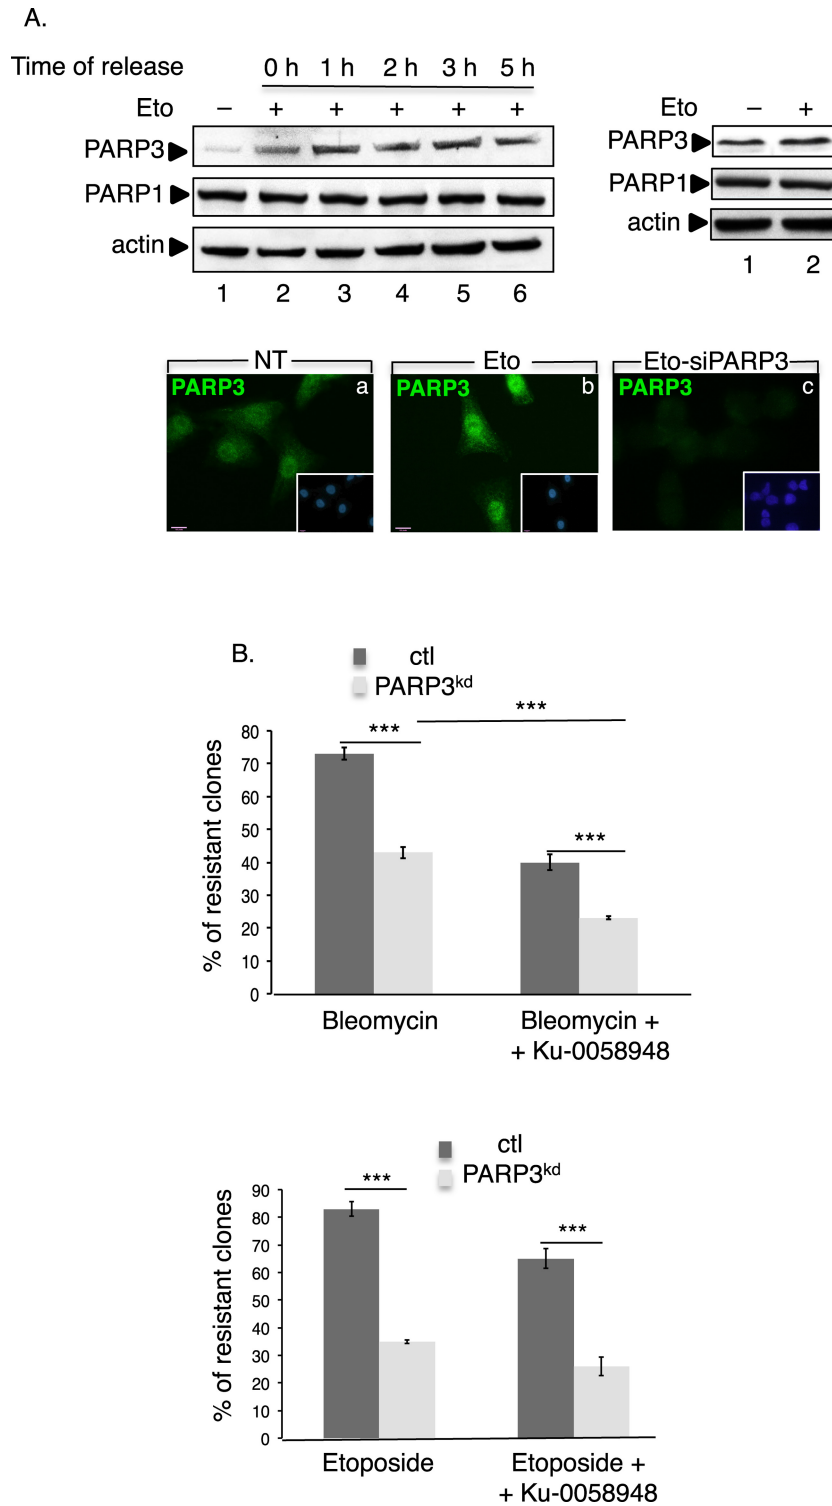 A.
Time of release 0 h 1 h 2 h 3 h 5 h
Eto – + + + + +
PARP3
PARP1
actin
1 2 3 4 5 6
Eto – +
PARP3
PARP1
actin
1 2
NT Eto Eto-siPARP3
PARP3 a PARP3 b PARP3 c
B.
ctl
PARP3kd
***
***
***
80
70
60
50
40
30
20
10
0
% of resistant clones
Bleomycin Bleomycin +
+ Ku-0058948
ctl
PARP3kd
***
***
90
80
70
60
50
40
30
20
10
0
% of resistant clones
Etoposide Etoposide +
+ Ku-0058948